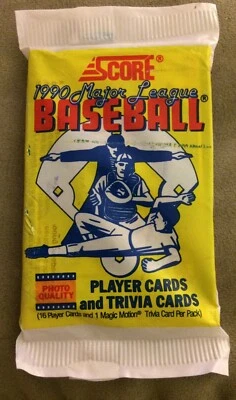 SCORE®
1990 Major League
BASEBALL®
S
PHOTO
QUALITY
PLAYER CARDS
and TRIVIA CARDS
(16 Player Cards and 1 Magic Motion® Trivia Card Per Pack)